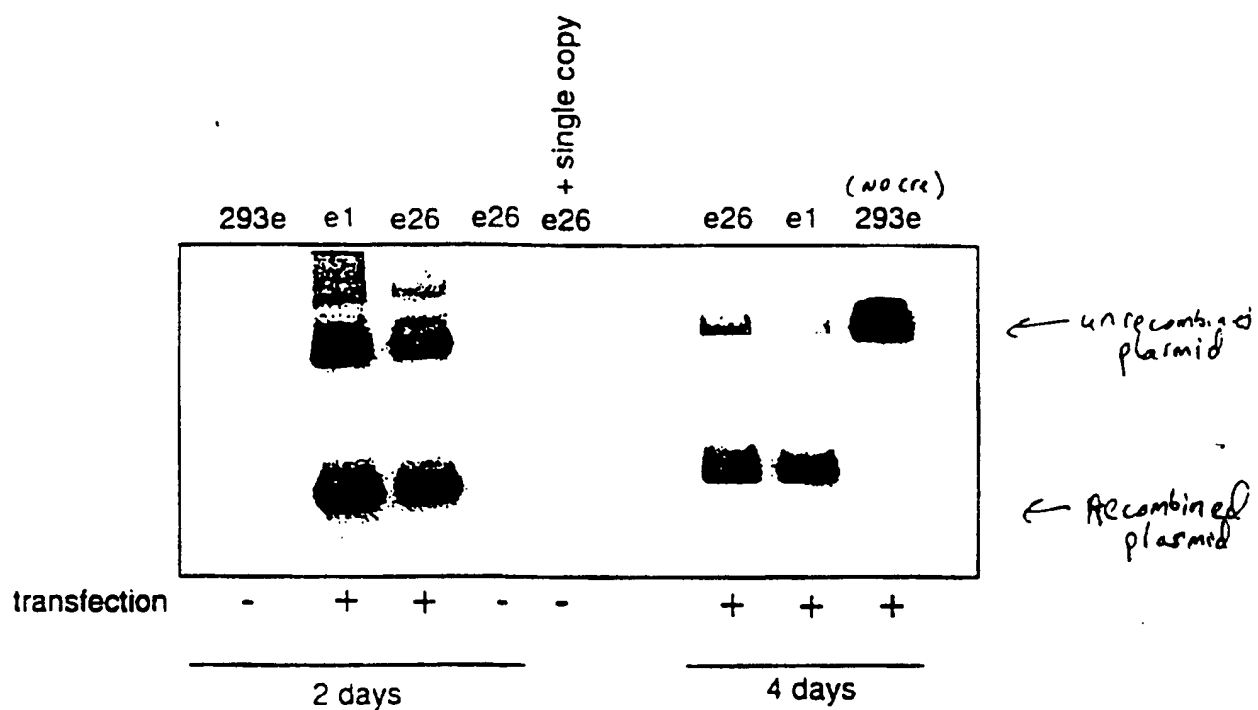 + single copy
(no cre)
293e e1 e26 e26 e26 e26 e1 293e
← unrecombined plasmid
← Recombined plasmid
transfection - + + - - + + +
2 days 4 days